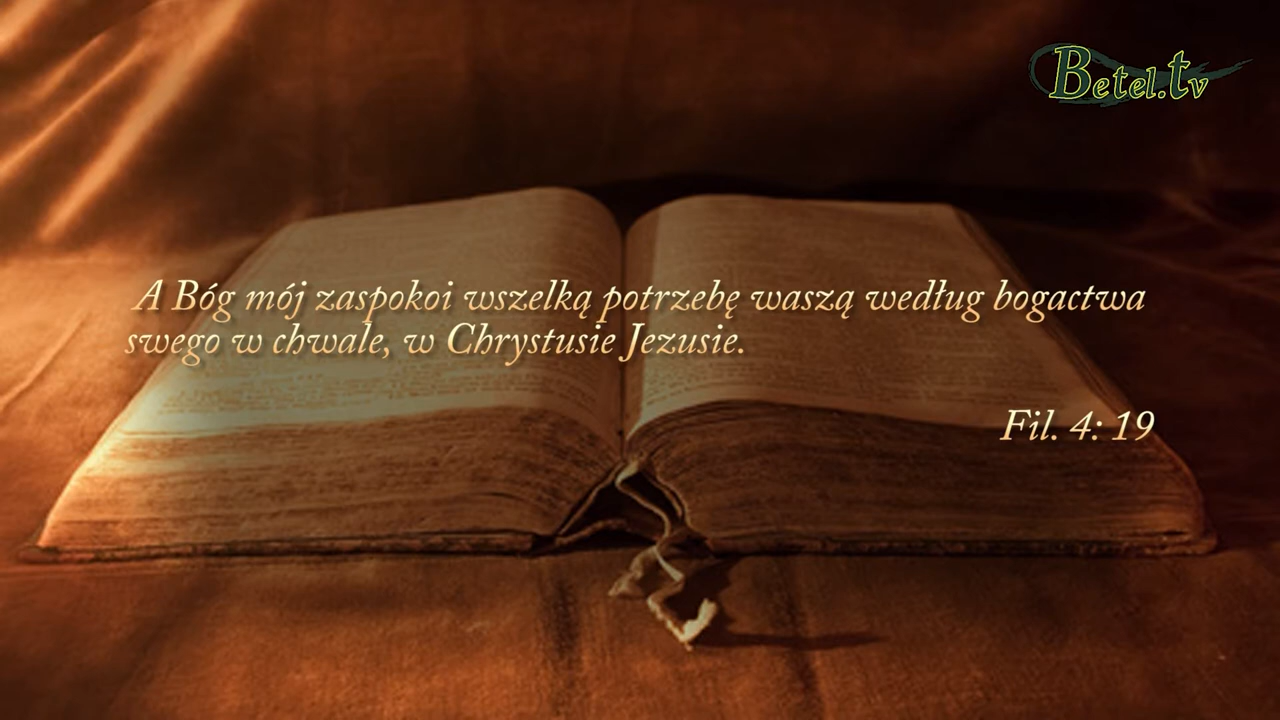 Betel.tv
A Bóg mój zaspokoi wszelką potrzebę waszą według bogactwa
swego w chwale, w Chrystusie Jezusie.
Fil. 4: 19